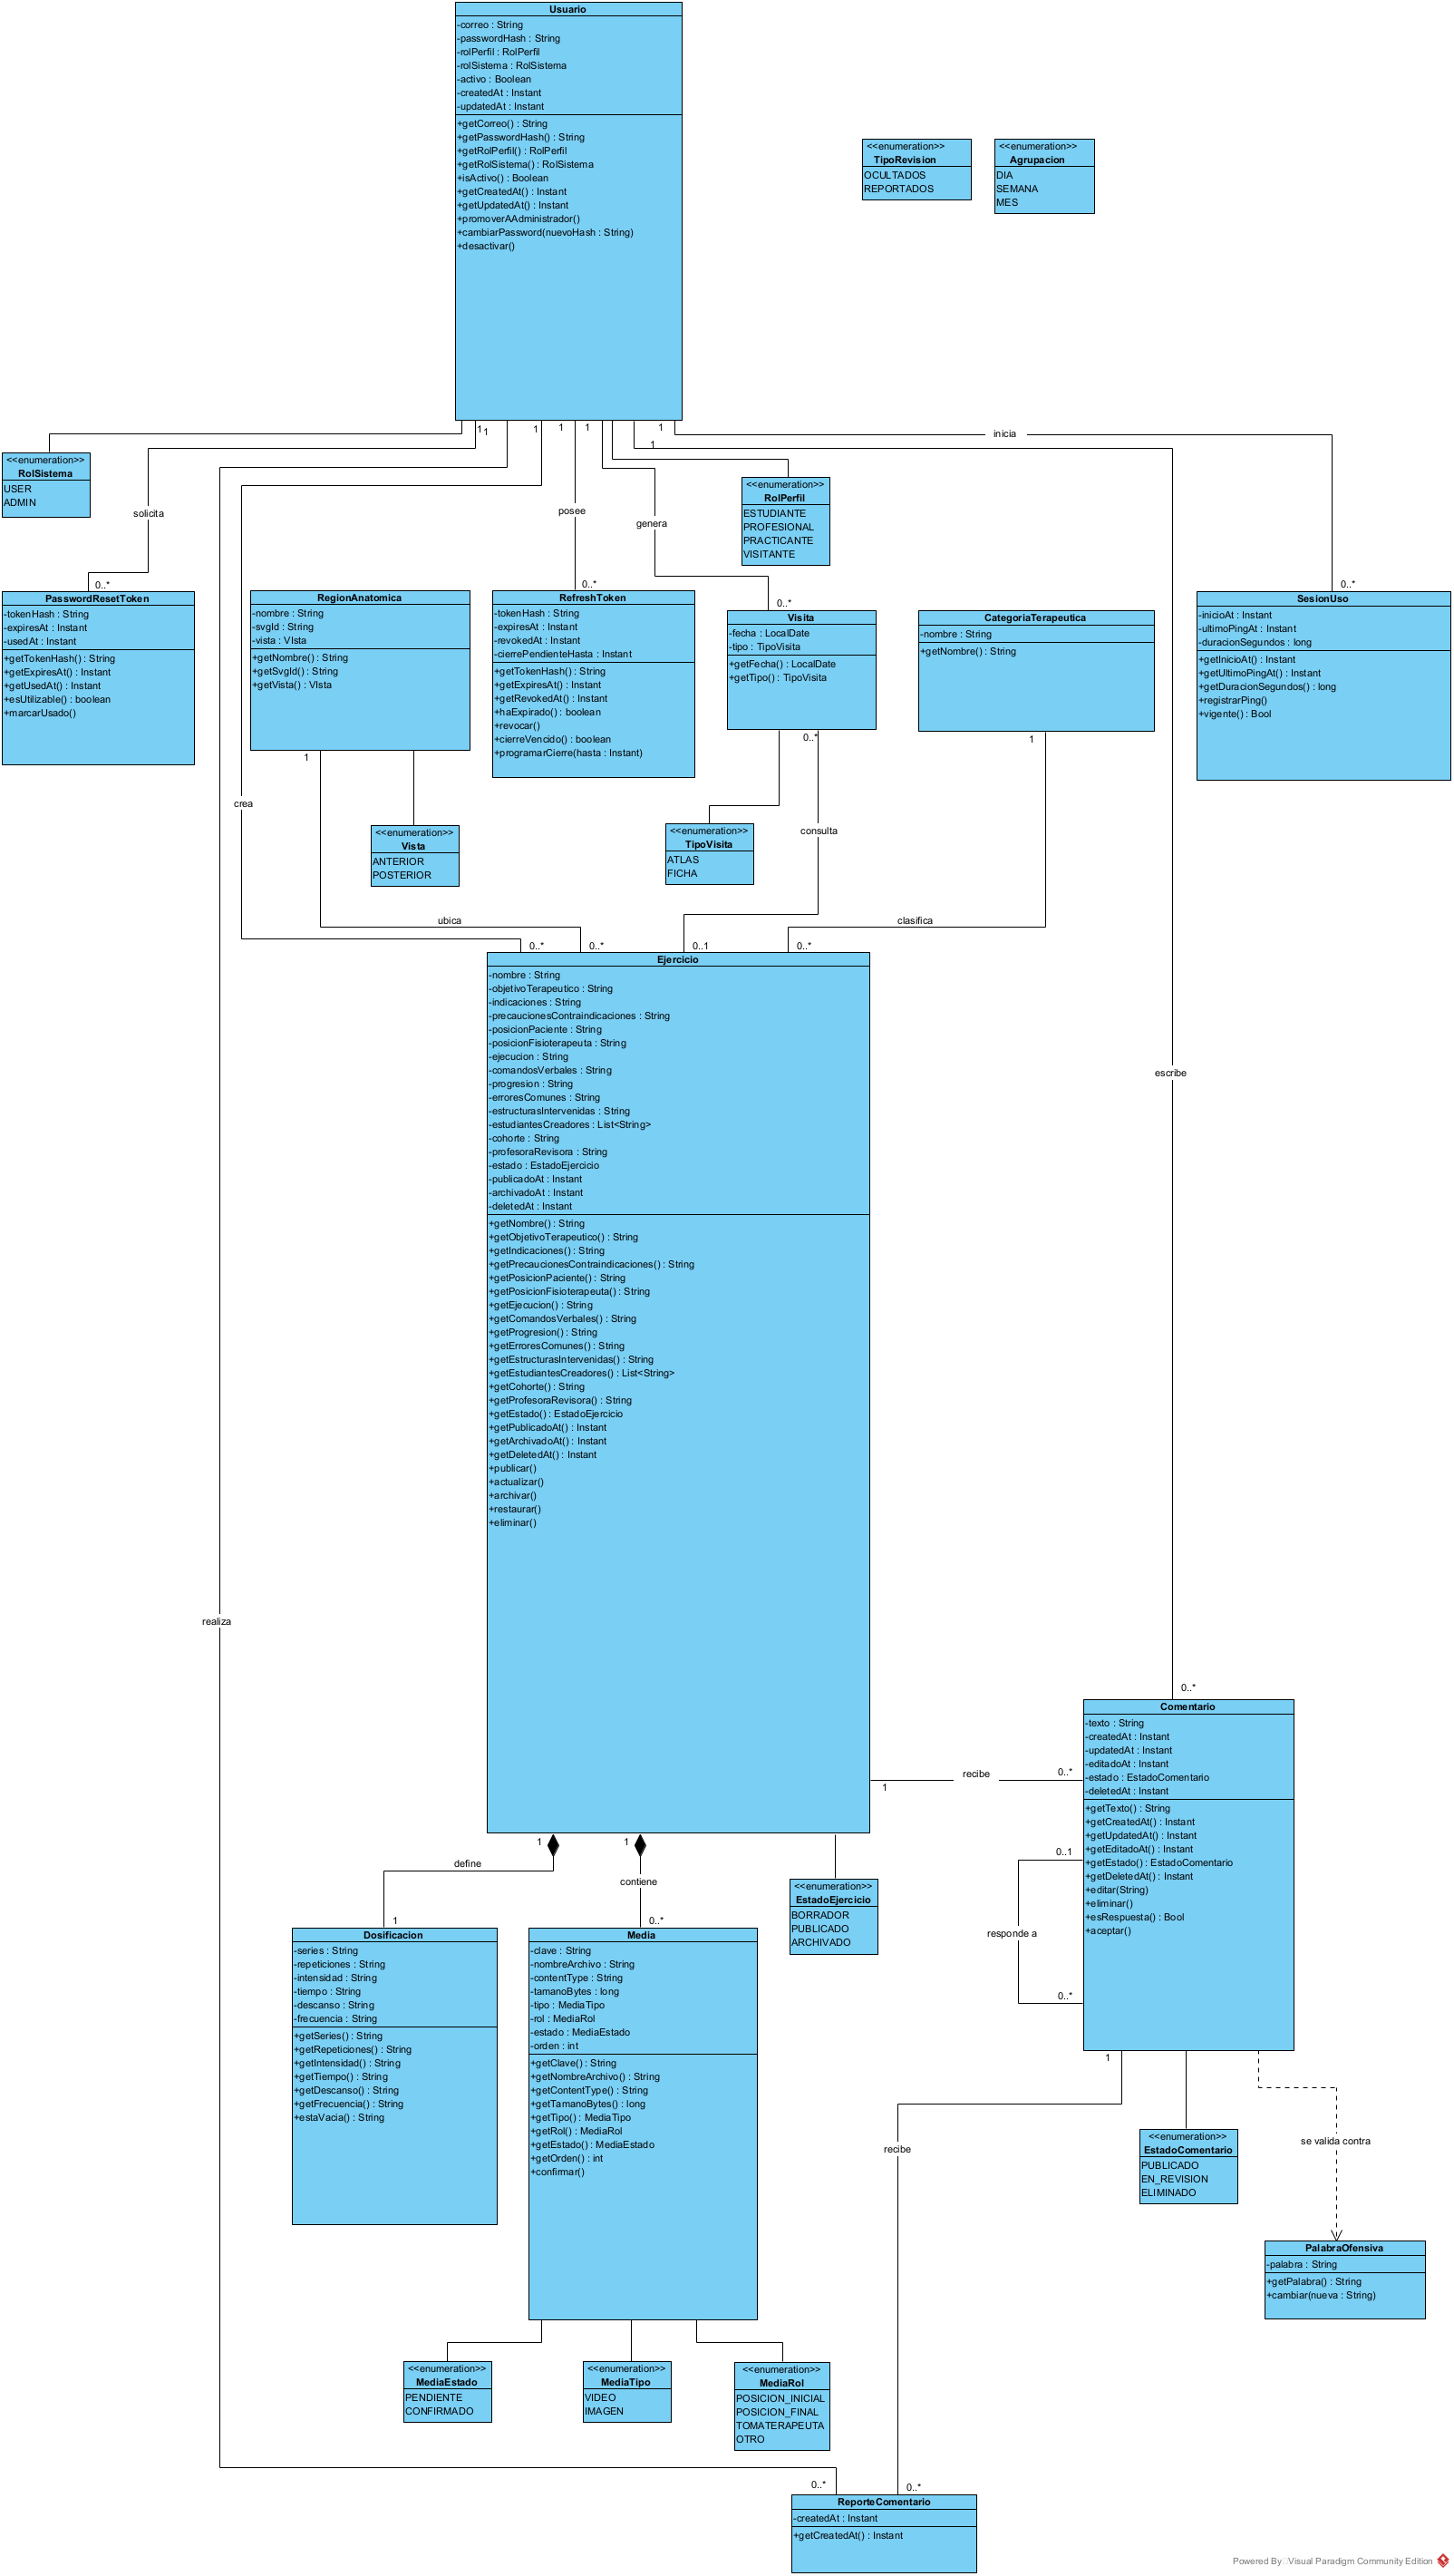 Usuario
-correo : String
-passwordHash : String
-rolPerfil : RolPerfil
-rolSistema : RolSistema
-activo : Boolean
-createdAt : Instant
-updatedAt : Instant
+getCorreo() : String
+getPasswordHash() : String
+getRolPerfil() : RolPerfil
+getRolSistema() : RolSistema
+isActivo() : Boolean
+getCreatedAt() : Instant
+getUpdatedAt() : Instant
+promoverAAdministrador()
+cambiarPassword(nuevoHash : String)
+desactivar()
<<enumeration>>
TipoRevision
OCULTADOS
REPORTADOS
<<enumeration>>
Agrupacion
DIA
SEMANA
MES
1
1
1
1
1
1
1
inicia
<<enumeration>>
RolSistema
USER
ADMIN
solicita
posee
genera
<<enumeration>>
RolPerfil
ESTUDIANTE
PROFESIONAL
PRACTICANTE
VISITANTE
0..*
0..*
0..*
0..*
PasswordResetToken
-tokenHash : String
-expiresAt : Instant
-usedAt : Instant
+getTokenHash() : String
+getExpiresAt() : Instant
+getUsedAt() : Instant
+esUtilizable() : boolean
+marcarUsado()
RegionAnatomica
-nombre : String
-svgId : String
-vista : VIsta
+getNombre() : String
+getSvgId() : String
+getVista() : VIsta
RefreshToken
-tokenHash : String
-expiresAt : Instant
-revokedAt : Instant
-cierrePendienteHasta : Instant
+getTokenHash() : String
+getExpiresAt() : Instant
+getRevokedAt() : Instant
+haExpirado() : boolean
+revocar()
+cierreVencido() : boolean
+programarCierre(hasta : Instant)
Visita
-fecha : LocalDate
-tipo : TipoVisita
+getFecha() : LocalDate
+getTipo() : TipoVisita
CategoriaTerapeutica
-nombre : String
+getNombre() : String
SesionUso
-inicioAt : Instant
-ultimoPingAt : Instant
-duracionSegundos : long
+getInicioAt() : Instant
+getUltimoPingAt() : Instant
+getDuracionSegundos() : long
+registrarPing()
+vigente() : Bool
1
0..*
1
crea
<<enumeration>>
Vista
ANTERIOR
POSTERIOR
<<enumeration>>
TipoVisita
ATLAS
FICHA
consulta
ubica
clasifica
0..*
0..*
0..1
0..*
Ejercicio
-nombre : String
-objetivoTerapeutico : String
-indicaciones : String
-precaucionesContraindicaciones : String
-posicionPaciente : String
-posicionFisioterapeuta : String
-ejecucion : String
-comandosVerbales : String
-progresion : String
-erroresComunes : String
-estructurasIntervenidas : String
-estudiantesCreadores : List<String>
-cohorte : String
-profesoraRevisora : String
-estado : EstadoEjercicio
-publicadoAt : Instant
-archivadoAt : Instant
-deletedAt : Instant
+getNombre() : String
+getObjetivoTerapeutico() : String
+getIndicaciones() : String
+getPrecaucionesContraindicaciones() : String
+getPosicionPaciente() : String
+getPosicionFisioterapeuta() : String
+getEjecucion() : String
+getComandosVerbales() : String
+getProgresion() : String
+getErroresComunes() : String
+getEstructurasIntervenidas() : String
+getEstudiantesCreadores() : List<String>
+getCohorte() : String
+getProfesoraRevisora() : String
+getEstado() : EstadoEjercicio
+getPublicadoAt() : Instant
+getArchivadoAt() : Instant
+getDeletedAt() : Instant
+publicar()
+actualizar()
+archivar()
+restaurar()
+eliminar()
escribe
realiza
0..*
Comentario
-texto : String
-createdAt : Instant
-updatedAt : Instant
-editadoAt : Instant
-estado : EstadoComentario
-deletedAt : Instant
+getTexto() : String
+getCreatedAt() : Instant
+getUpdatedAt() : Instant
+getEditadoAt() : Instant
+getEstado() : EstadoComentario
+getDeletedAt() : Instant
+editar(String)
+eliminar()
+esRespuesta() : Bool
+aceptar()
recibe
0..*
1
0..1
responde a
0..*
1
1
define
contiene
1
0..*
<<enumeration>>
EstadoEjercicio
BORRADOR
PUBLICADO
ARCHIVADO
Dosificacion
-series : String
-repeticiones : String
-intensidad : String
-tiempo : String
-descanso : String
-frecuencia : String
+getSeries() : String
+getRepeticiones() : String
+getIntensidad() : String
+getTiempo() : String
+getDescanso() : String
+getFrecuencia() : String
+estaVacia() : String
Media
-clave : String
-nombreArchivo : String
-contentType : String
-tamanoBytes : long
-tipo : MediaTipo
-rol : MediaRol
-estado : MediaEstado
-orden : int
+getClave() : String
+getNombreArchivo() : String
+getContentType() : String
+getTamanoBytes() : long
+getTipo() : MediaTipo
+getRol() : MediaRol
+getEstado() : MediaEstado
+getOrden() : int
+confirmar()
1
recibe
<<enumeration>>
EstadoComentario
PUBLICADO
EN_REVISION
ELIMINADO
se valida contra
PalabraOfensiva
-palabra : String
+getPalabra() : String
+cambiar(nueva : String)
<<enumeration>>
MediaEstado
PENDIENTE
CONFIRMADO
<<enumeration>>
MediaTipo
VIDEO
IMAGEN
<<enumeration>>
MediaRol
POSICION_INICIAL
POSICION_FINAL
TOMATERAPEUTA
OTRO
0..*
0..*
ReporteComentario
-createdAt : Instant
+getCreatedAt() : Instant
Powered By Visual Paradigm Community Edition